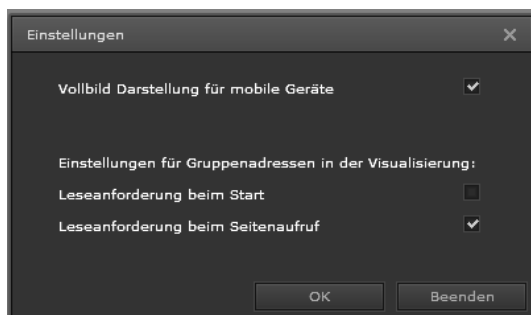 Einstellungen
Vollbild Darstellung für mobile Geräte
Einstellungen für Gruppenadressen in der Visualisierung:
Leseanforderung beim Start
Leseanforderung beim Seitenaufruf
OK Beenden